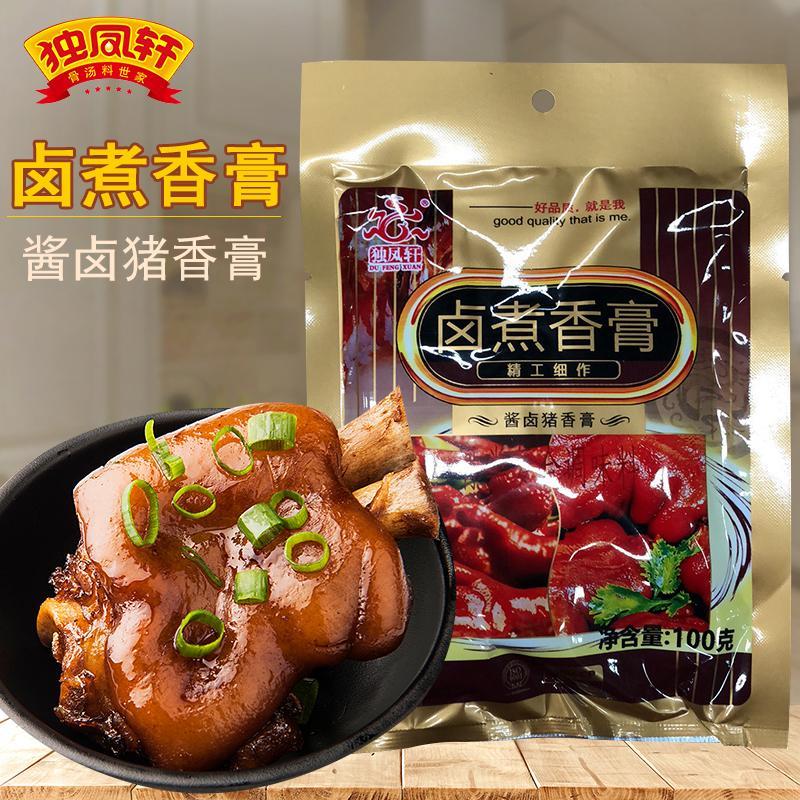 独凤轩
骨汤料世家
卤煮香膏
酱卤猪香膏
好品质，就是我
good quality that is me.
®
独凤轩
DU FENG XUAN
卤煮香膏
精工细作
酱卤猪香膏
净含量:100克